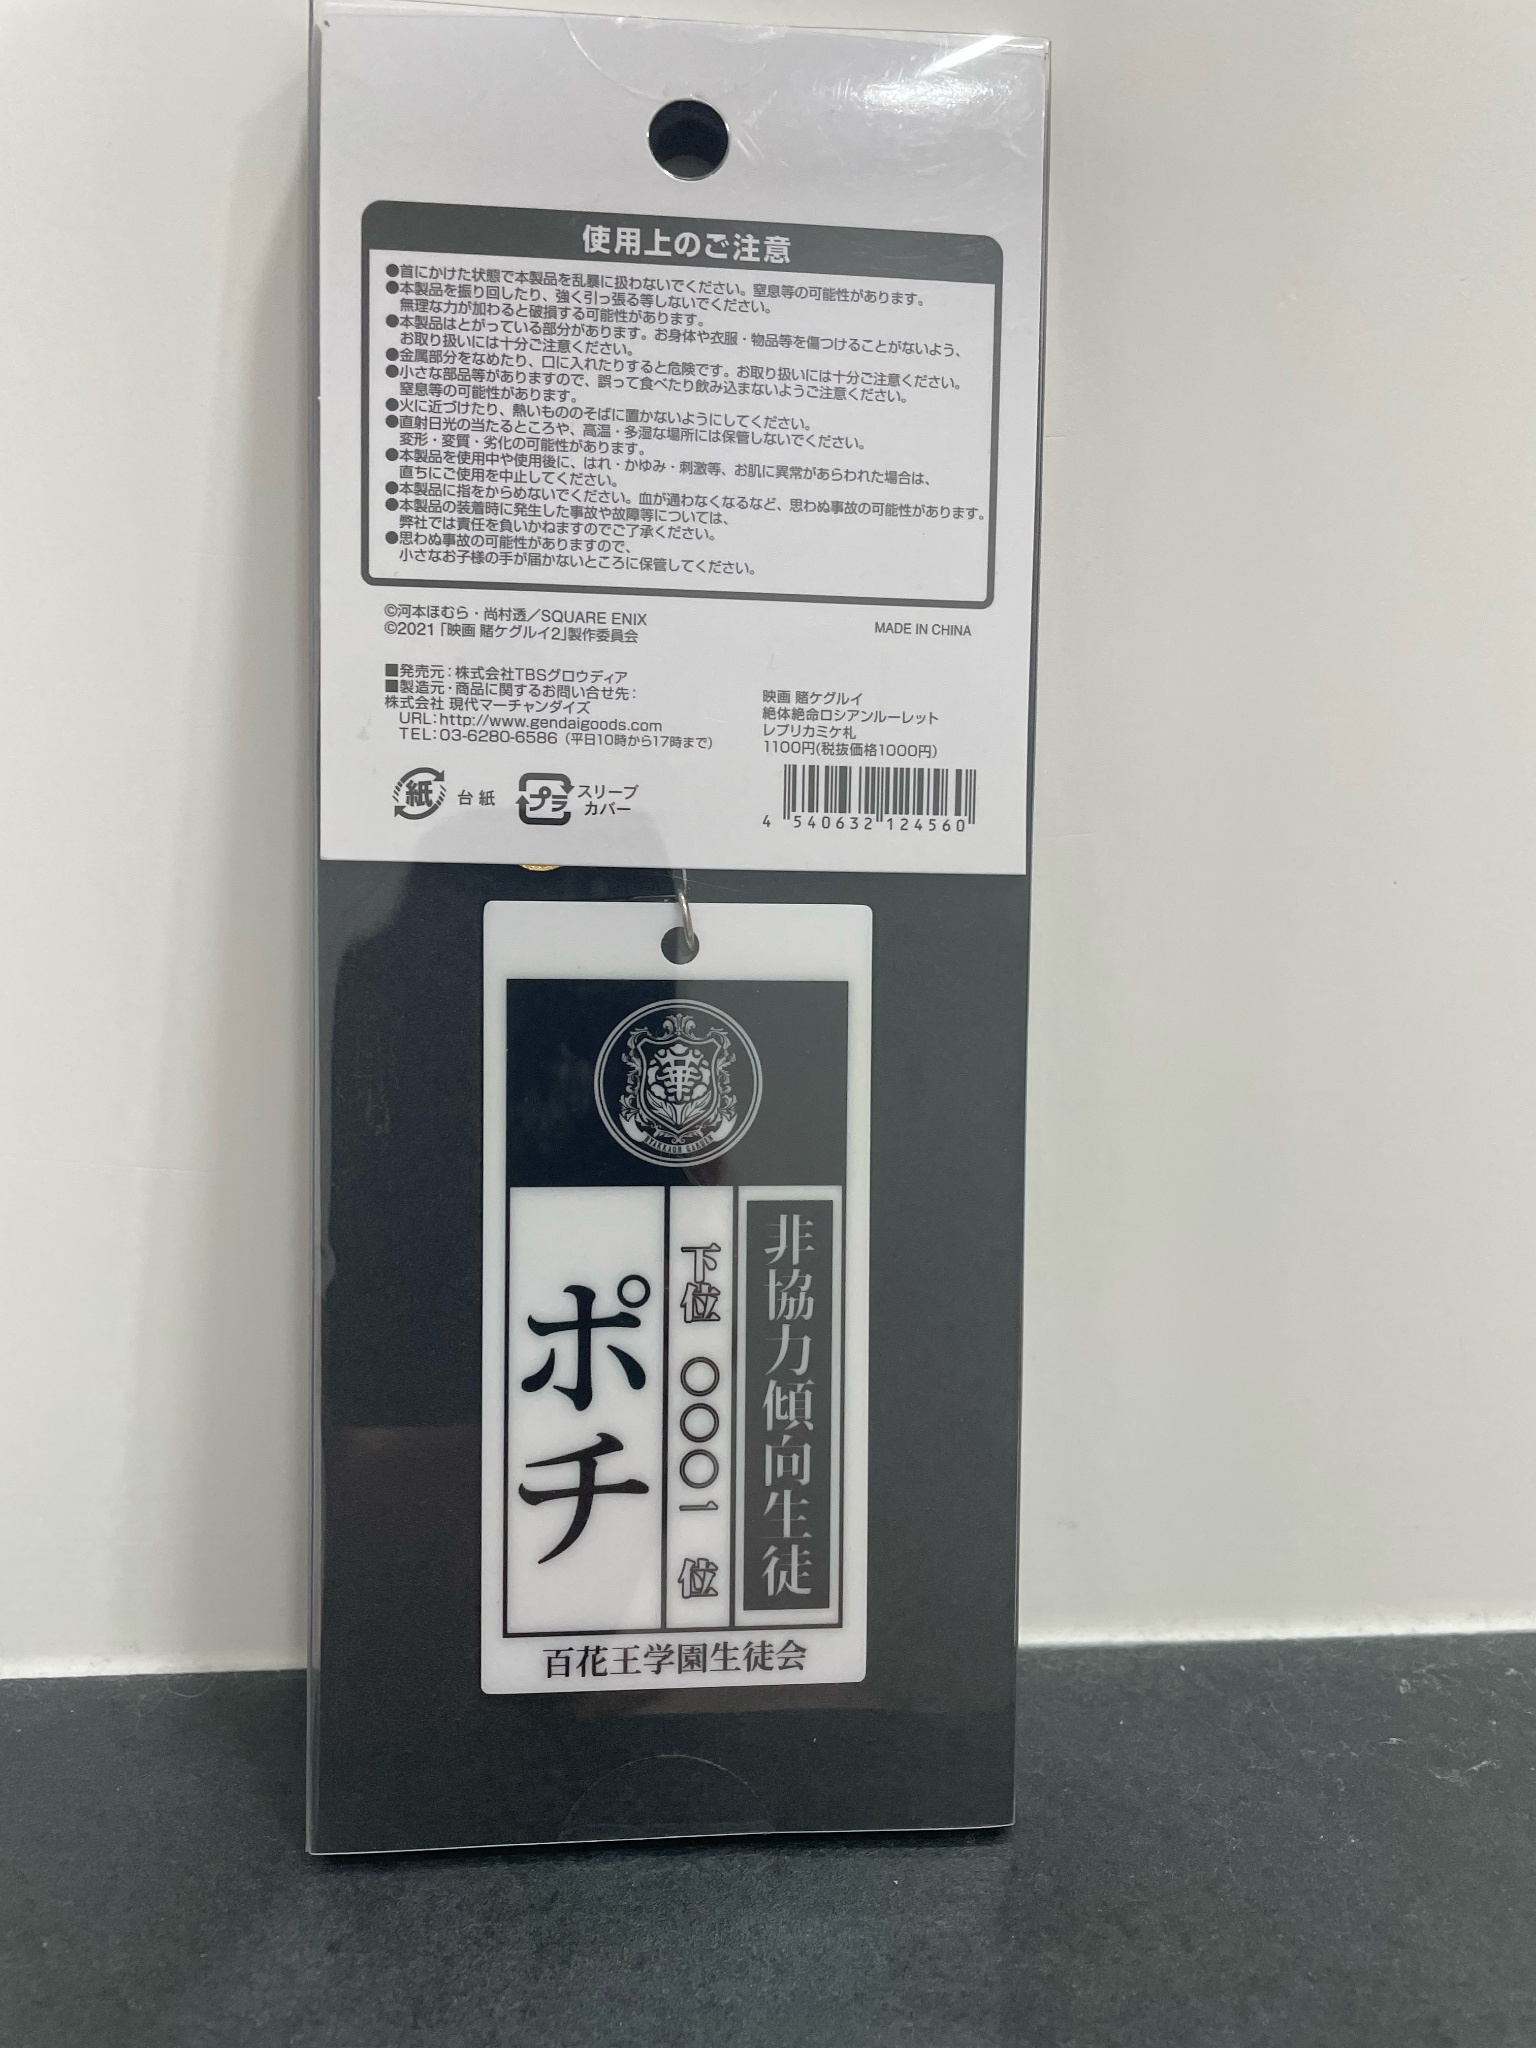 使用上のご注意
●首にかけた状態で本製品を乱暴に扱わないでください。窒息等の可能性があります。
●本製品を振り回したり、強く引っ張る等しないでください。
無理な力が加わると破損する可能性があります。
●本製品はとがっている部分があります。お身体や衣服・物品等を傷つけることがないよう、
お取り扱いには十分ご注意ください。
●金属部分をなめたり、口に入れたりすると危険です。お取り扱いには十分ご注意ください。
●小さな部品等がありますので、誤って食べたり飲み込まないようご注意ください。
窒息等の可能性があります。
●火に近づけたり、熱いもののそばに置かないようにしてください。
●直射日光の当たるところや、高温・多湿な場所には保管しないでください。
変形・変質・劣化の可能性があります。
●本製品を使用中や使用後に、はれ・かゆみ・刺激等、お肌に異常があらわれた場合は、
直ちにご使用を中止してください。
●本製品に指をからめないでください。血が通わなくなるなど、思わぬ事故の可能性があります。
●本製品の装着時に発生した事故や故障等については、
弊社では責任を負いかねますのでご了承ください。
●思わぬ事故の可能性がありますので、
小さなお子様の手が届かないところに保管してください。
©河本ほむら・尚村透／SQUARE ENIX
©2021「映画 賭ケグルイ2」製作委員会
MADE IN CHINA
■発売元：株式会社TBSグロウディア
■製造元・商品に関するお問い合せ先：
株式会社 現代マーチャンダイズ
URL：http://www.gendaigoods.com
TEL：03-6280-6586（平日10時から17時まで）
紙 台紙
プラ スリーブ
カバー
映画 賭ケグルイ
絶体絶命ロシアンルーレット
レプリカミケ札
1100円(税抜価格1000円)
4 540632 124560
華
HYAKKAOH GAKUEN
非協力傾向生徒
下位 〇〇〇一 位
ポチ
百花王学園生徒会